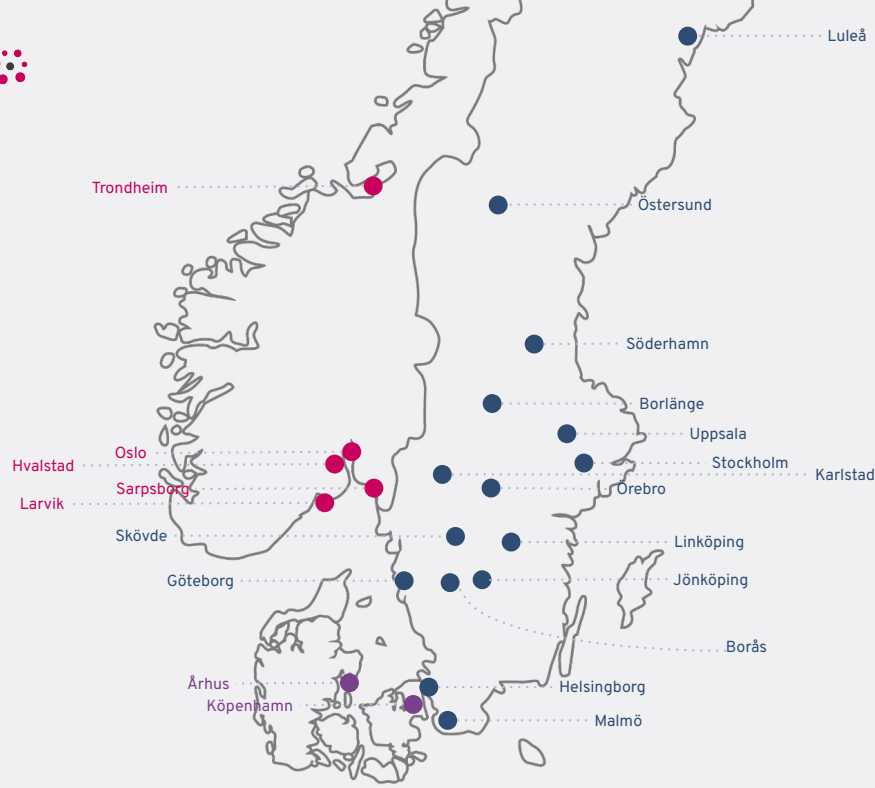 Luleå
Trondheim
Östersund
Söderhamn
Borlänge
Uppsala
Oslo
Stockholm
Hvalstad
Karlstad
Sarpsborg
Örebro
Larvik
Skövde
Linköping
Göteborg
Jönköping
Borås
Århus
Helsingborg
Köpenhamn
Malmö